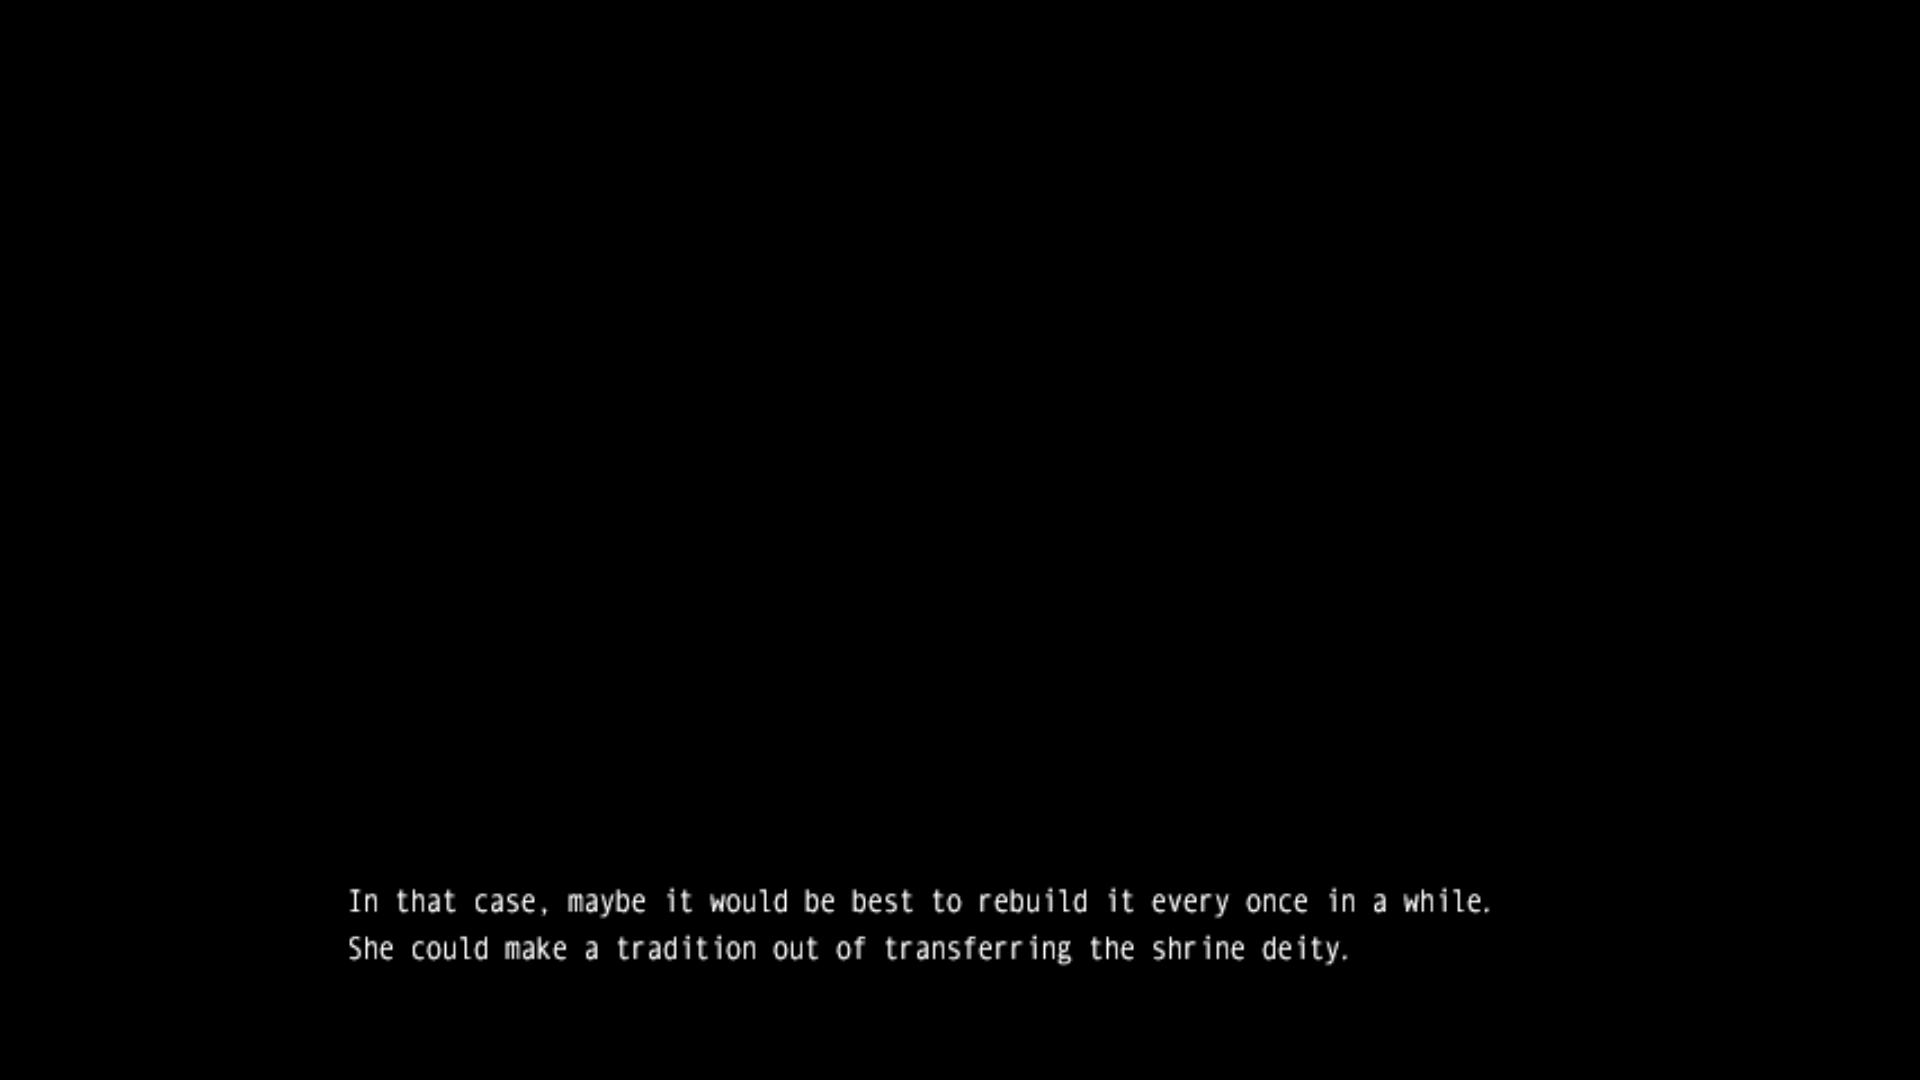 In that case, maybe it would be best to rebuild it every once in a while.
She could make a tradition out of transferring the shrine deity.